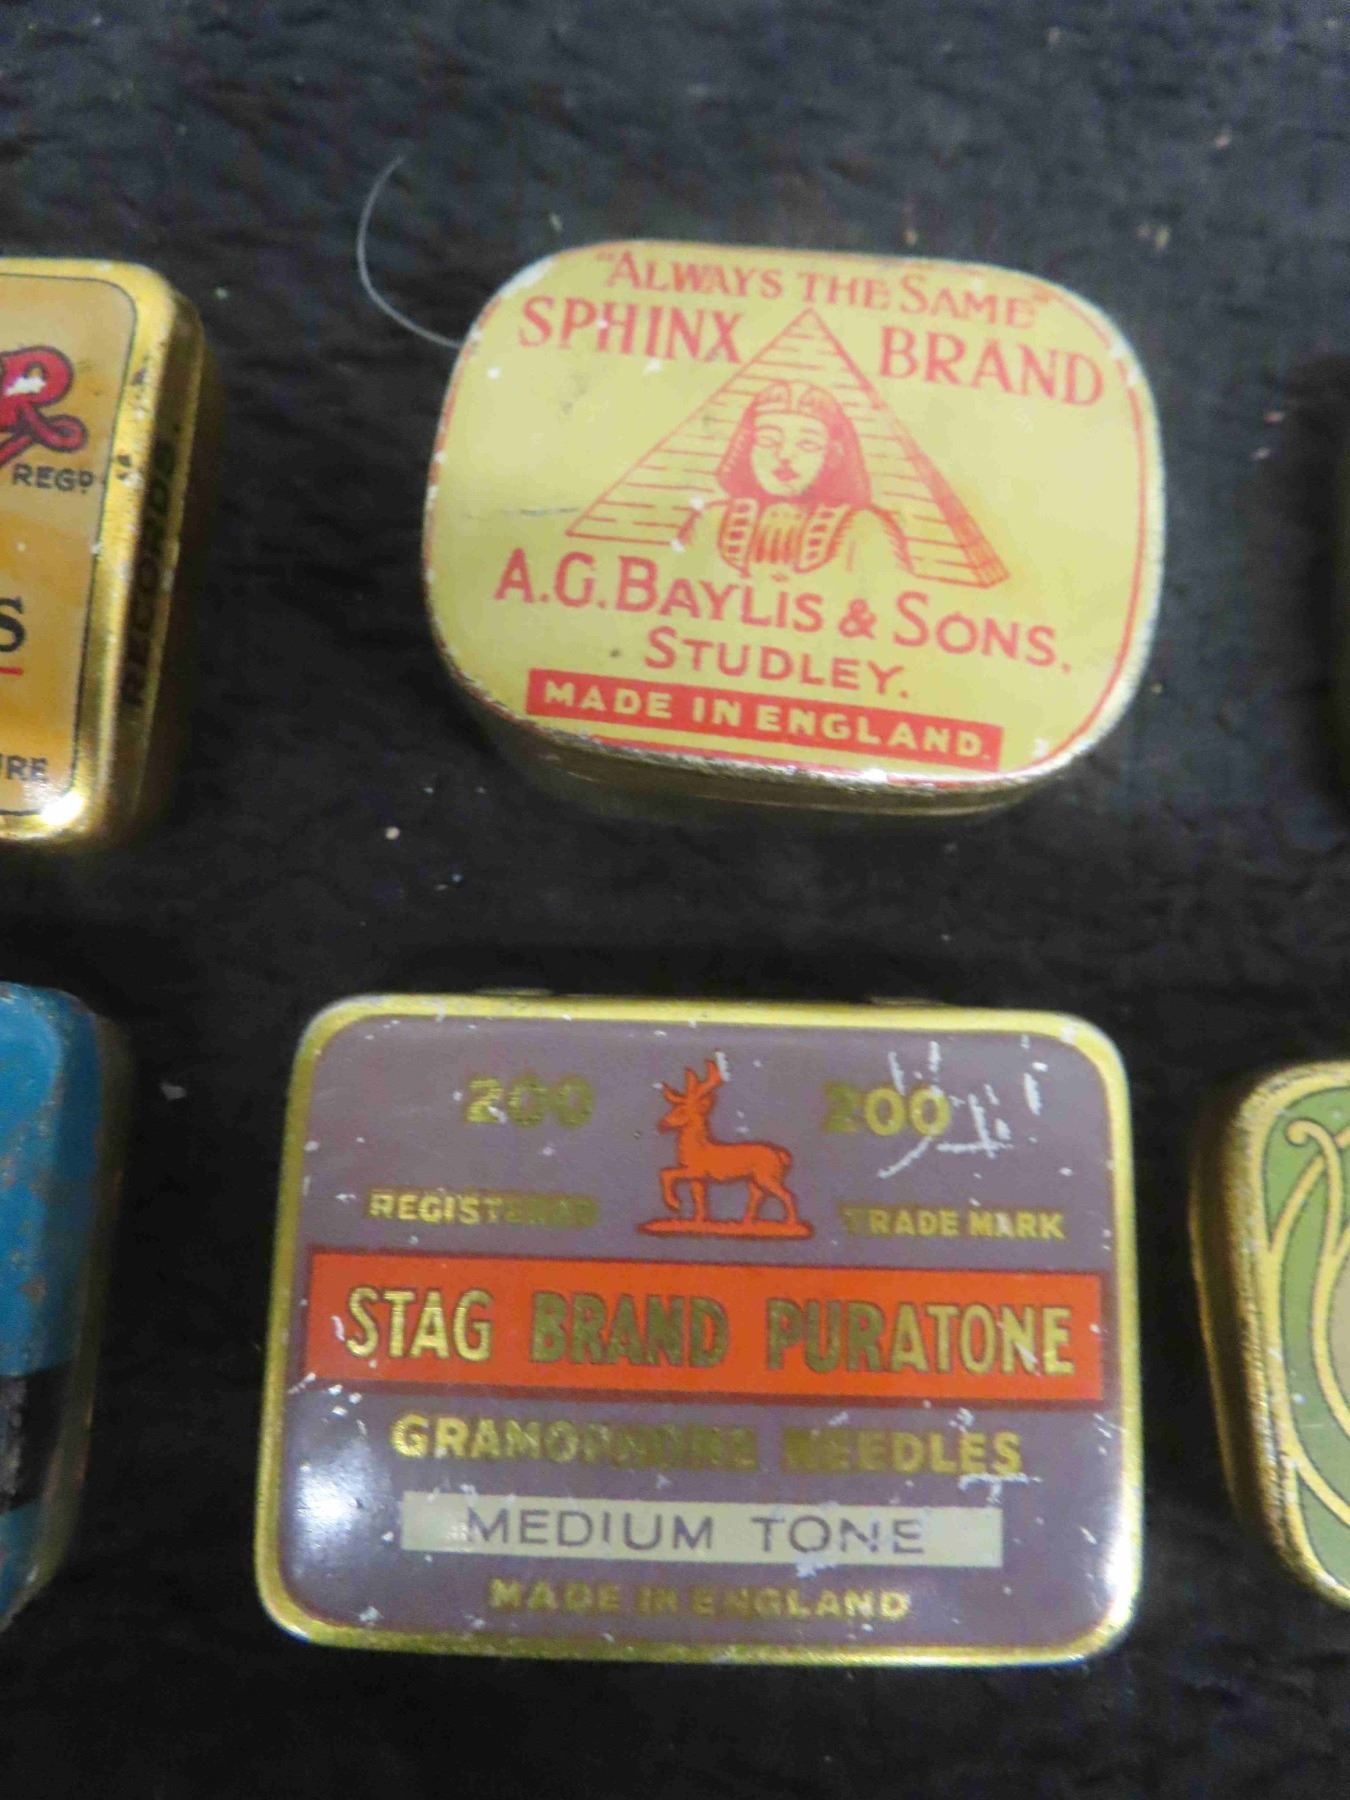 "ALWAYS THE SAME"
SPHINX BRAND
A.G. BAYLIS & SONS.
STUDLEY.
MADE IN ENGLAND.
REGD
RECORDS.
200 200
REGISTERED TRADE MARK
STAG BRAND PURATONE
GRAMOPHONE NEEDLES
MEDIUM TONE
MADE IN ENGLAND